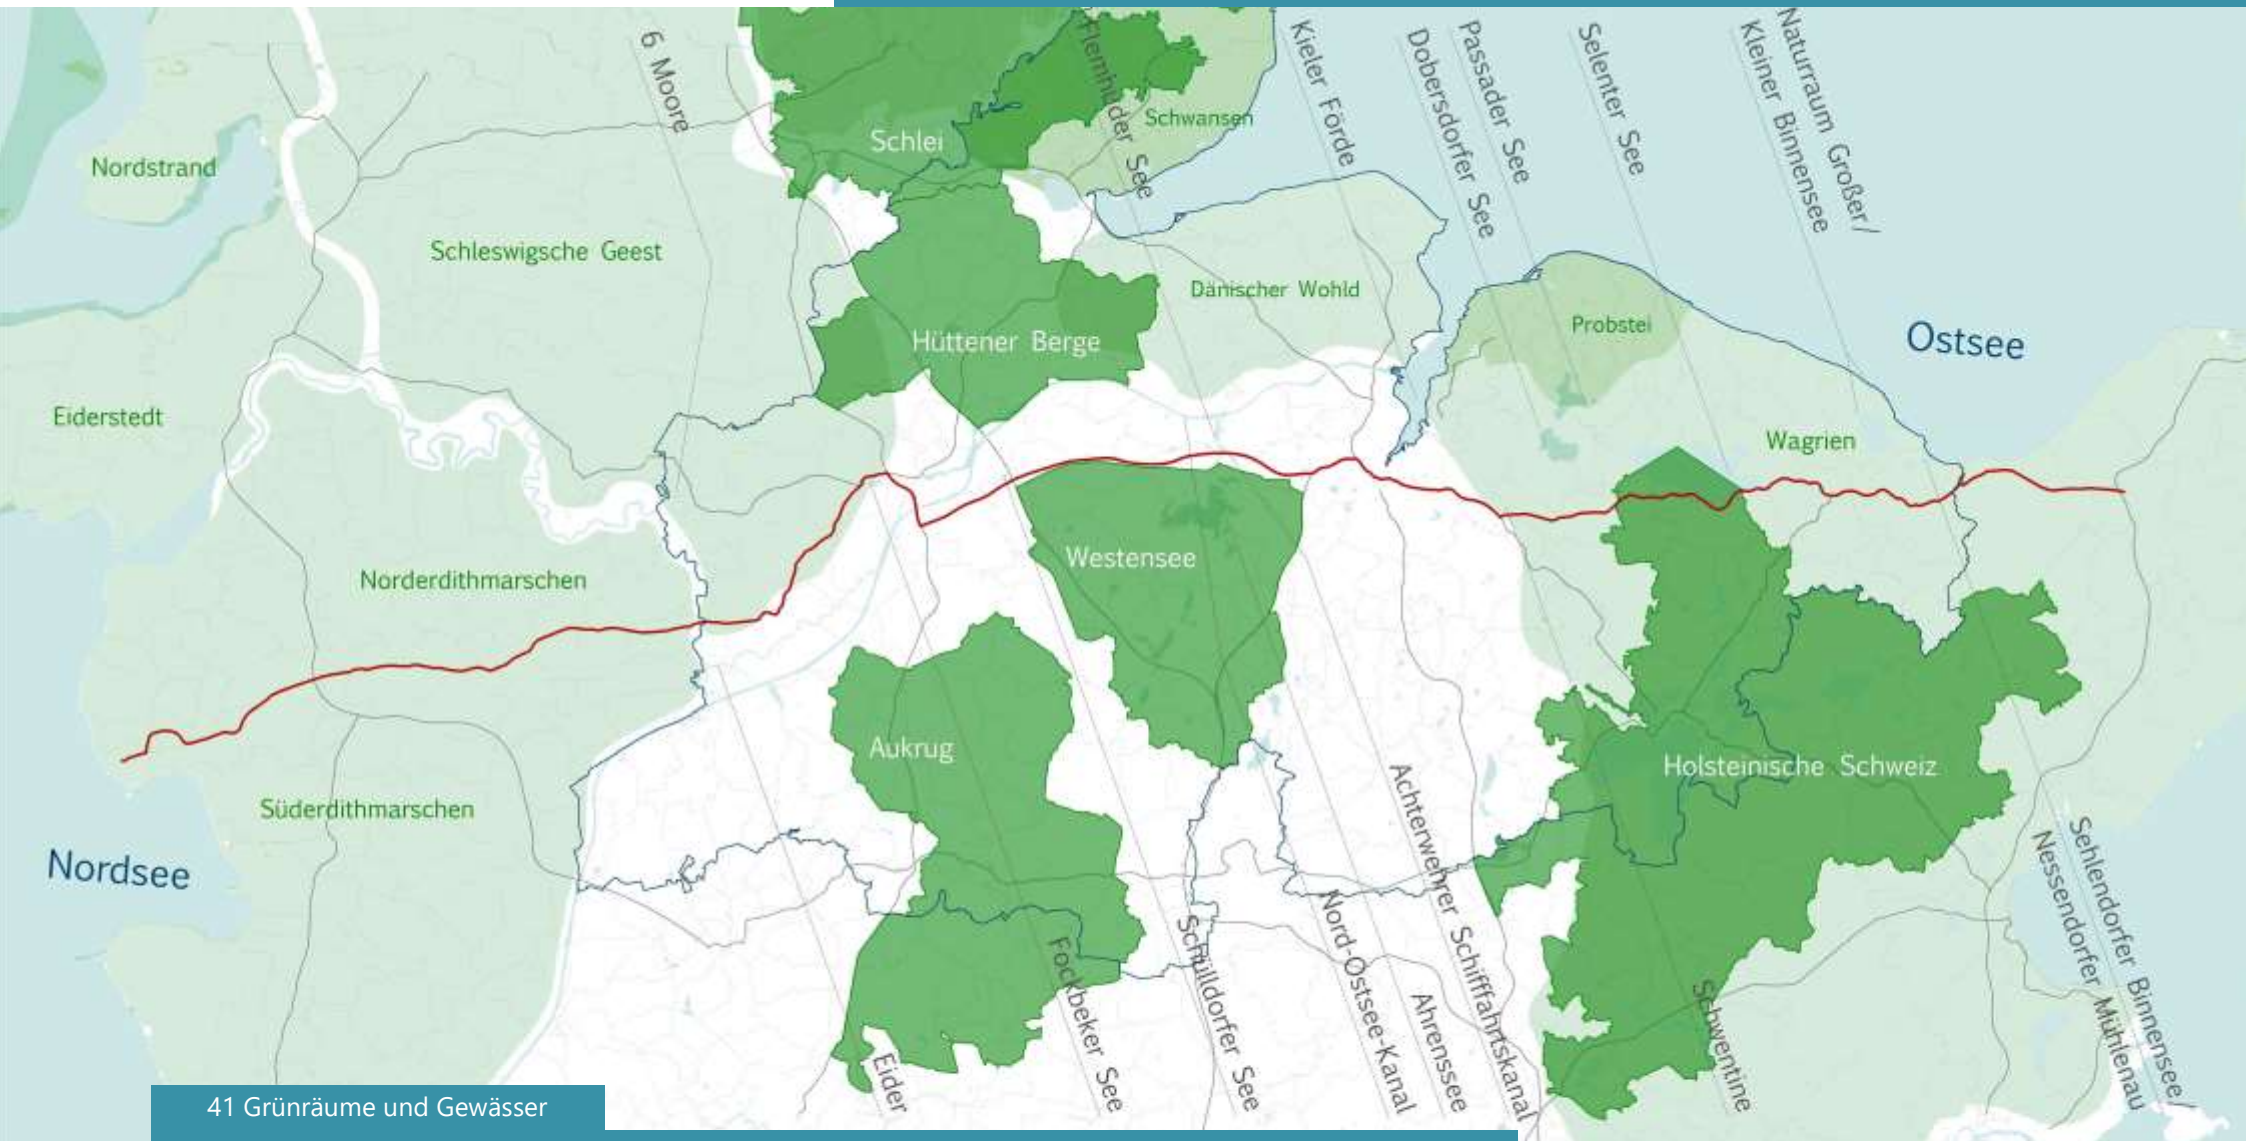 6 Moore
Flemhuder See
Kieler Förde
Dobersdorfer See
Passader See
Selenter See
Naturraum Großer/
Kleiner Binnensee
Schwansen
Schlei
Nordstrand
Schleswigsche Geest
Dänischer Wohld
Probstei
Ostsee
Hüttener Berge
Eiderstedt
Wagrien
Westensee
Norderdithmarschen
Aukrug
Holsteinische Schweiz
Süderdithmarschen
Nordsee
Eider
Fockbeker See
Schülldorfer See
Nord-Ostsee-Kanal
Ahrenssee
Achterwehrer Schifffahrtskanal
Schwentine
Sehlendorfer Binnensee/
Nessendorfer Mühlenau
41 Grünräume und Gewässer